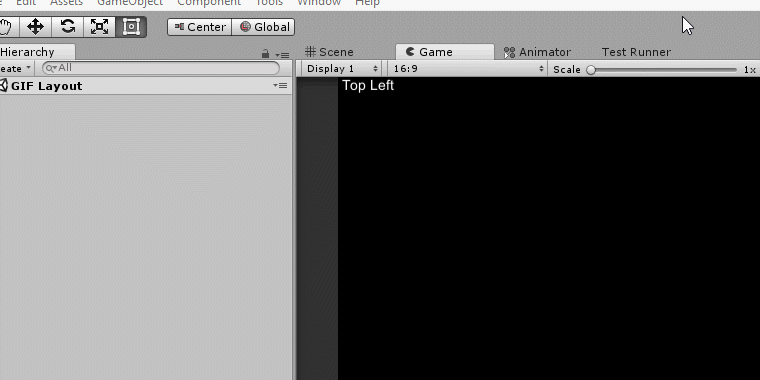 Edit Assets GameObject Component Tools Window Help
Center Global
Hierarchy Scene Game Animator Test Runner
eate All Display 1 16:9 Scale 1x
GIF Layout
Top Left